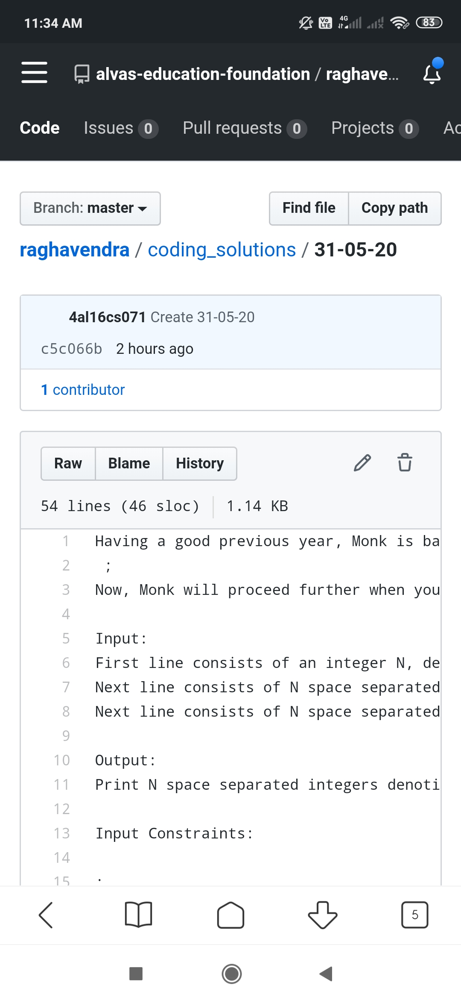 11:34 AM Vo LTE 4G 83
alvas-education-foundation / raghave...
Code Issues 0 Pull requests 0 Projects 0 Ac
Branch: master Find file Copy path
raghavendra / coding_solutions / 31-05-20
4al16cs071 Create 31-05-20
c5c066b 2 hours ago
1 contributor
Raw Blame History
54 lines (46 sloc) 1.14 KB
1 Having a good previous year, Monk is ba
2 ;
3 Now, Monk will proceed further when you
4
5 Input:
6 First line consists of an integer N, de
7 Next line consists of N space separated
8 Next line consists of N space separated
9
10 Output:
11 Print N space separated integers denoti
12
13 Input Constraints:
14
15 .
5